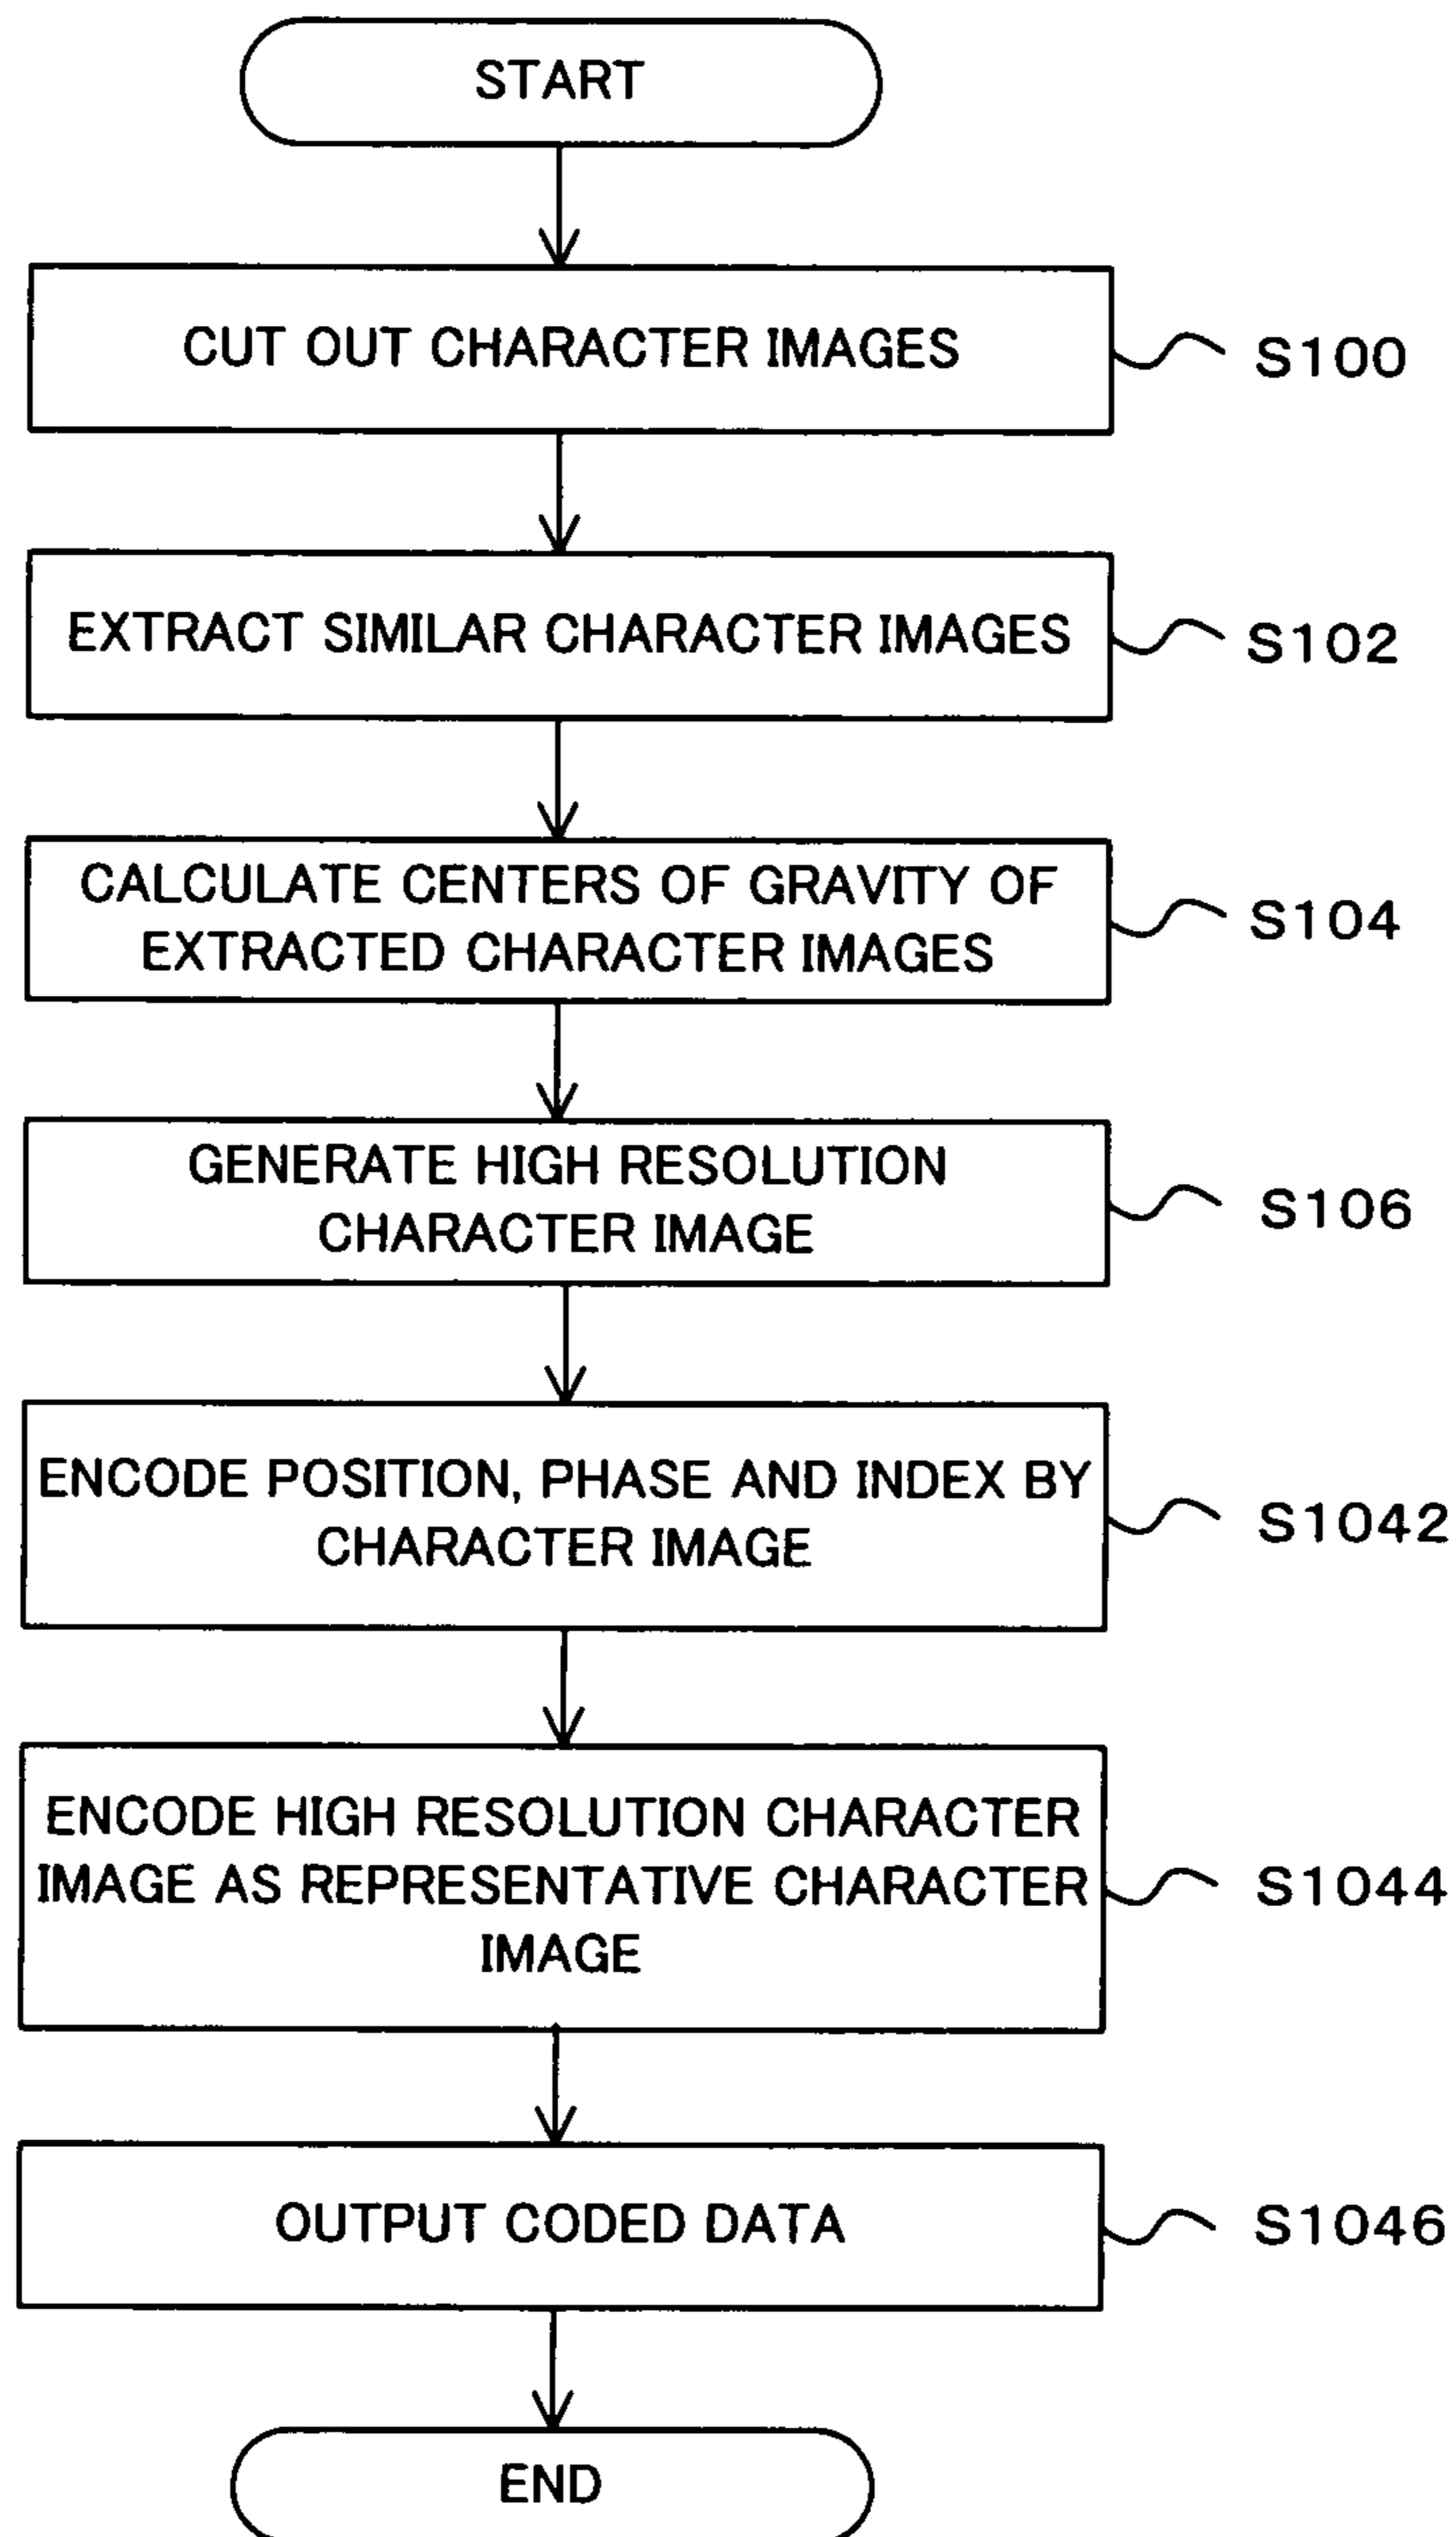 START
CUT OUT CHARACTER IMAGES
S100
EXTRACT SIMILAR CHARACTER IMAGES
S102
CALCULATE CENTERS OF GRAVITY OF
EXTRACTED CHARACTER IMAGES
S104
GENERATE HIGH RESOLUTION
CHARACTER IMAGE
S106
ENCODE POSITION, PHASE AND INDEX BY
CHARACTER IMAGE
S1042
ENCODE HIGH RESOLUTION CHARACTER
IMAGE AS REPRESENTATIVE CHARACTER
IMAGE
S1044
OUTPUT CODED DATA
S1046
END